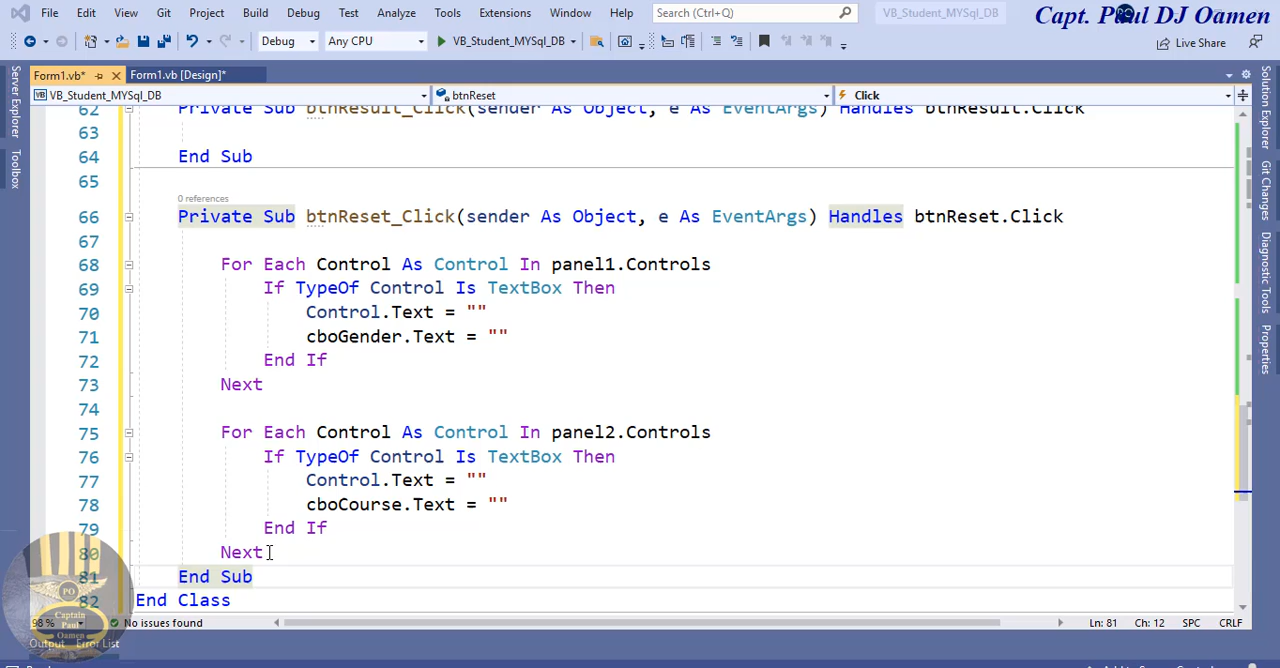 File Edit View Git Project Build Debug Test Analyze Tools Extensions Window Help Search (Ctrl+Q) VB_Student_MYSql_DB
Capt. Paul DJ Oamen
Debug Any CPU VB_Student_MYSql_DB Live Share
Form1.vb* Form1.vb [Design]*
VB_Student_MYSql_DB btnReset Click
Server Explorer
Toolbox
Solution Explorer
Git Changes
Diagnostic Tools
Properties
62 Private Sub btnResult_Click(sender As Object, e As EventArgs) Handles btnResult.Click
63
64 End Sub
65
0 references
66 Private Sub btnReset_Click(sender As Object, e As EventArgs) Handles btnReset.Click
67
68 For Each Control As Control In panel1.Controls
69 If TypeOf Control Is TextBox Then
70 Control.Text = ""
71 cboGender.Text = ""
72 End If
73 Next
74
75 For Each Control As Control In panel2.Controls
76 If TypeOf Control Is TextBox Then
77 Control.Text = ""
78 cboCourse.Text = ""
79 End If
80 Next
81 End Sub
82 End Class
PO
Captain
Paul
Oamen
98 % No issues found Ln: 81 Ch: 12 SPC CRLF
Output Error List